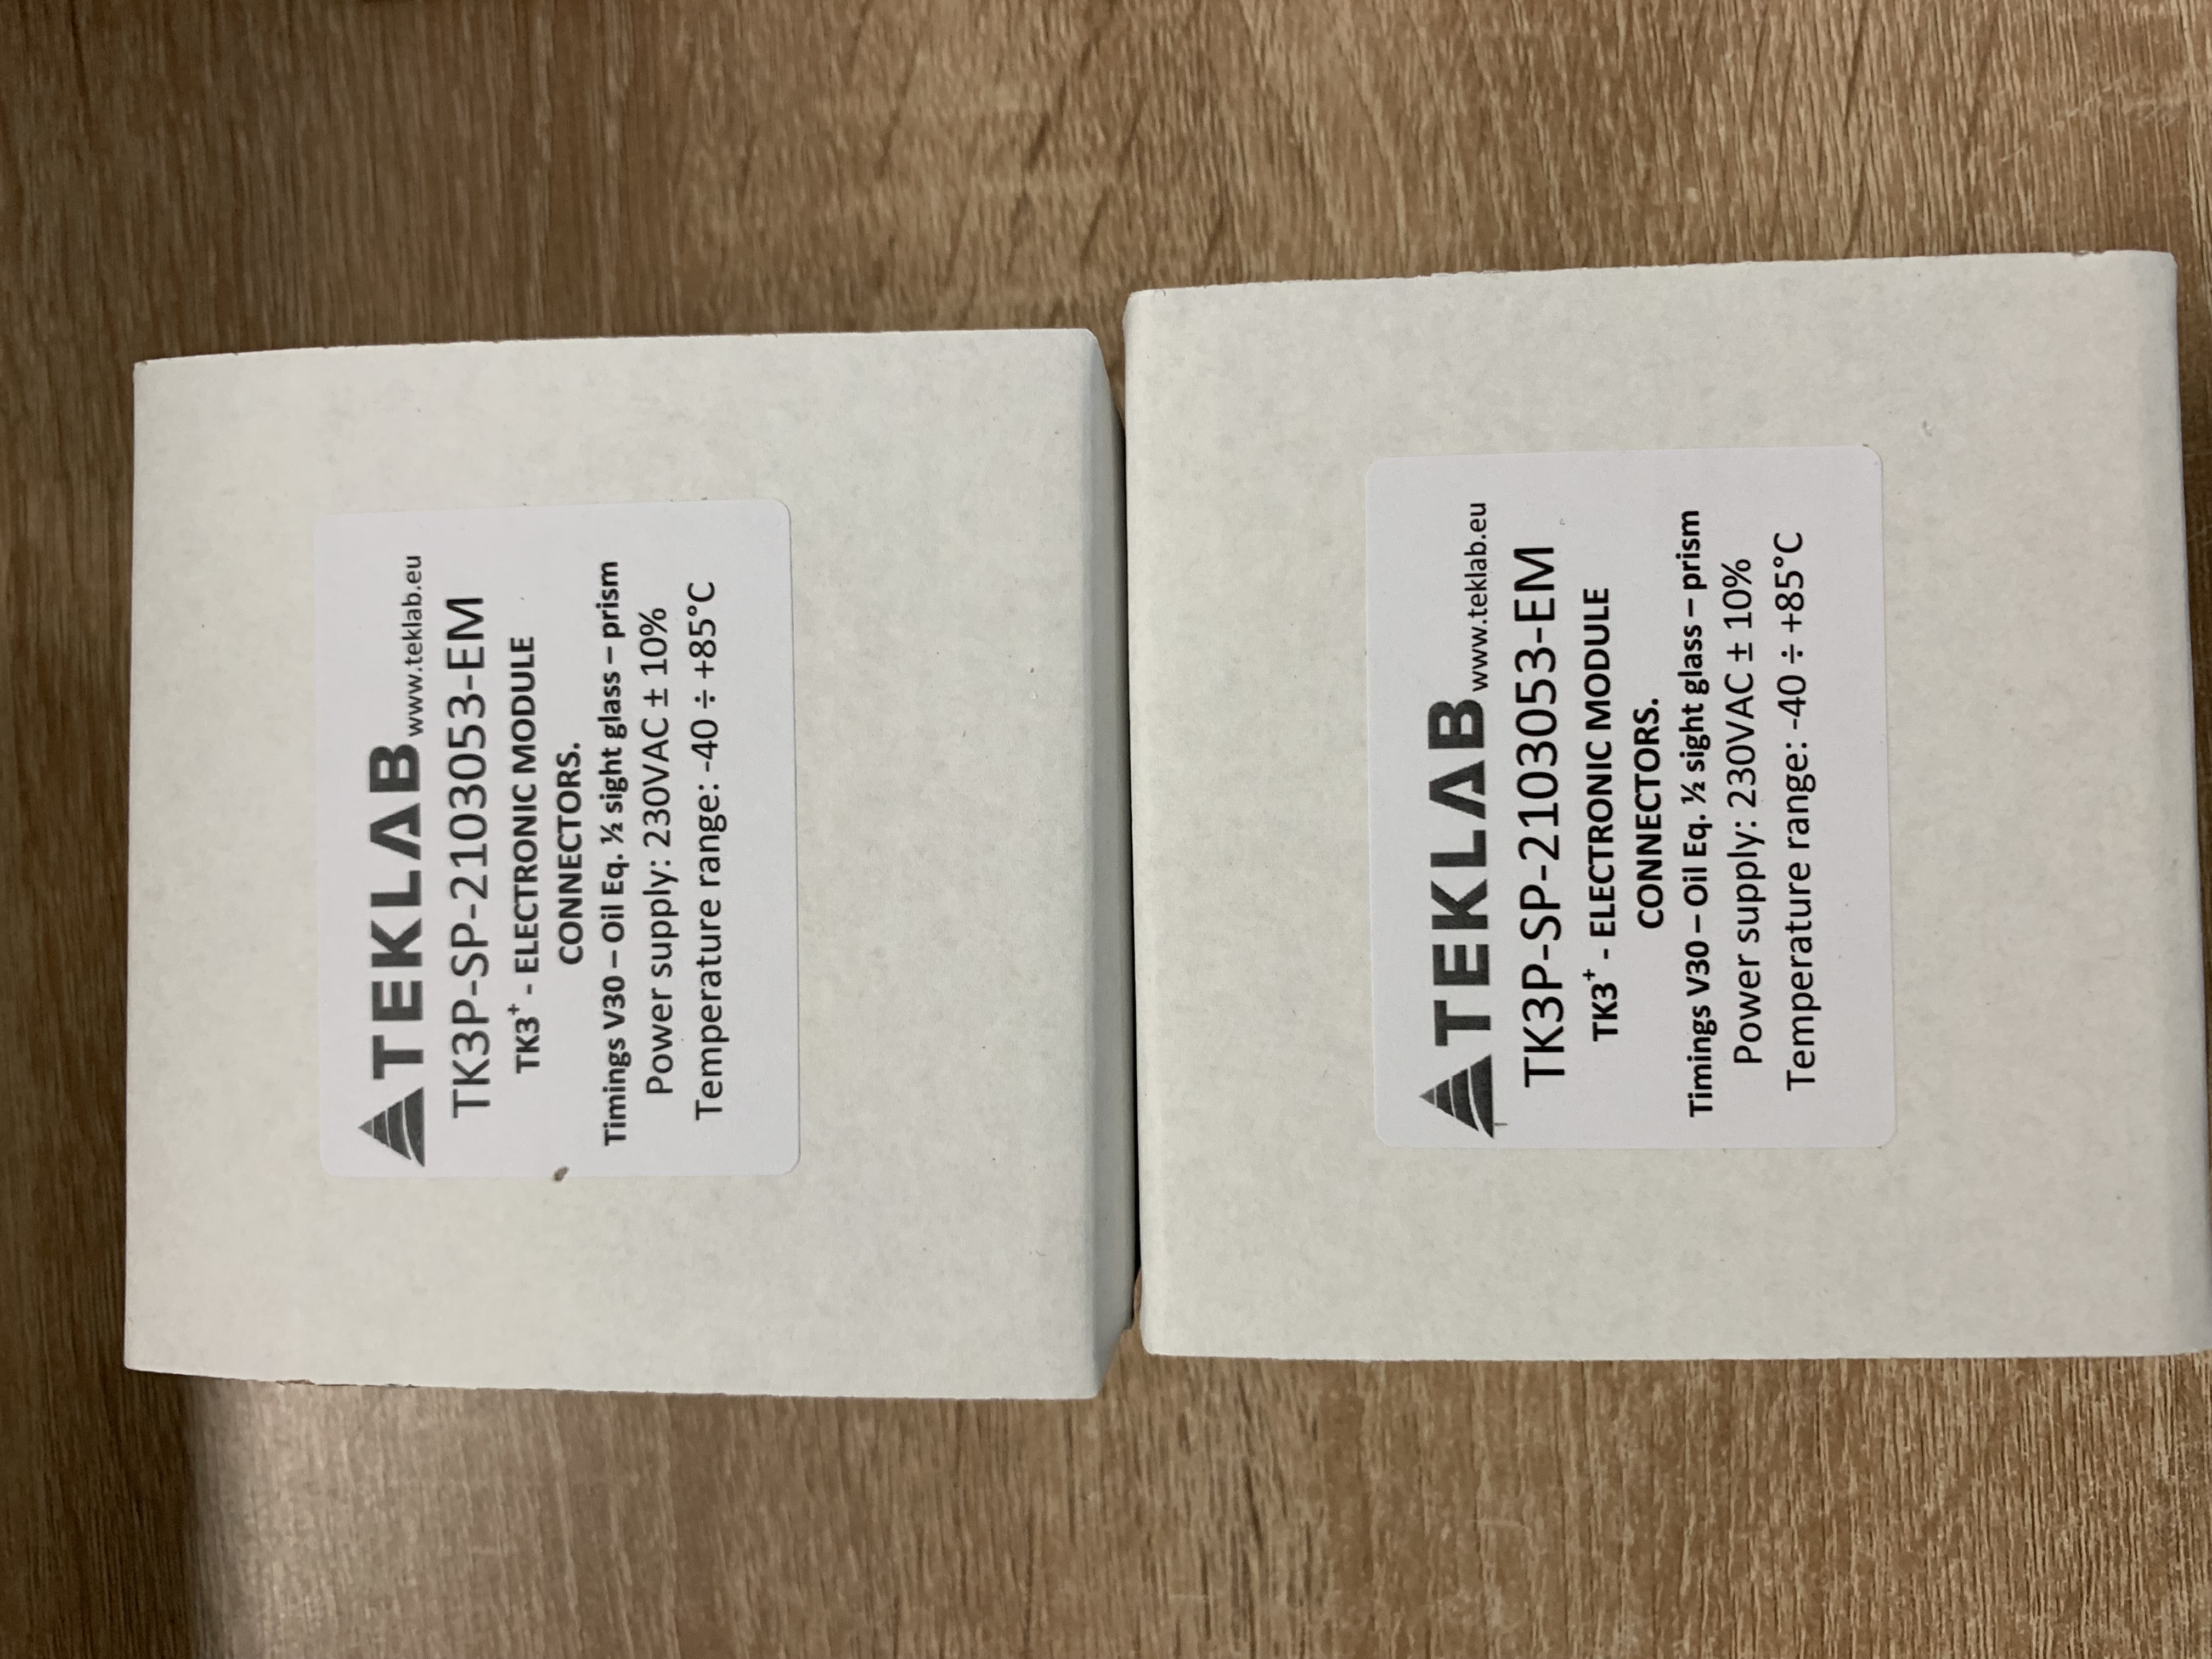 TEKLAB www.teklab.eu
TK3P-SP-2103053-EM
TK3⁺ - ELECTRONIC MODULE
CONNECTORS.
Timings V30 – Oil Eq. ½ sight glass – prism
Power supply: 230VAC ± 10%
Temperature range: -40 ÷ +85°C
TEKLAB www.teklab.eu
TK3P-SP-2103053-EM
TK3⁺ - ELECTRONIC MODULE
CONNECTORS.
Timings V30 – Oil Eq. ½ sight glass – prism
Power supply: 230VAC ± 10%
Temperature range: -40 ÷ +85°C